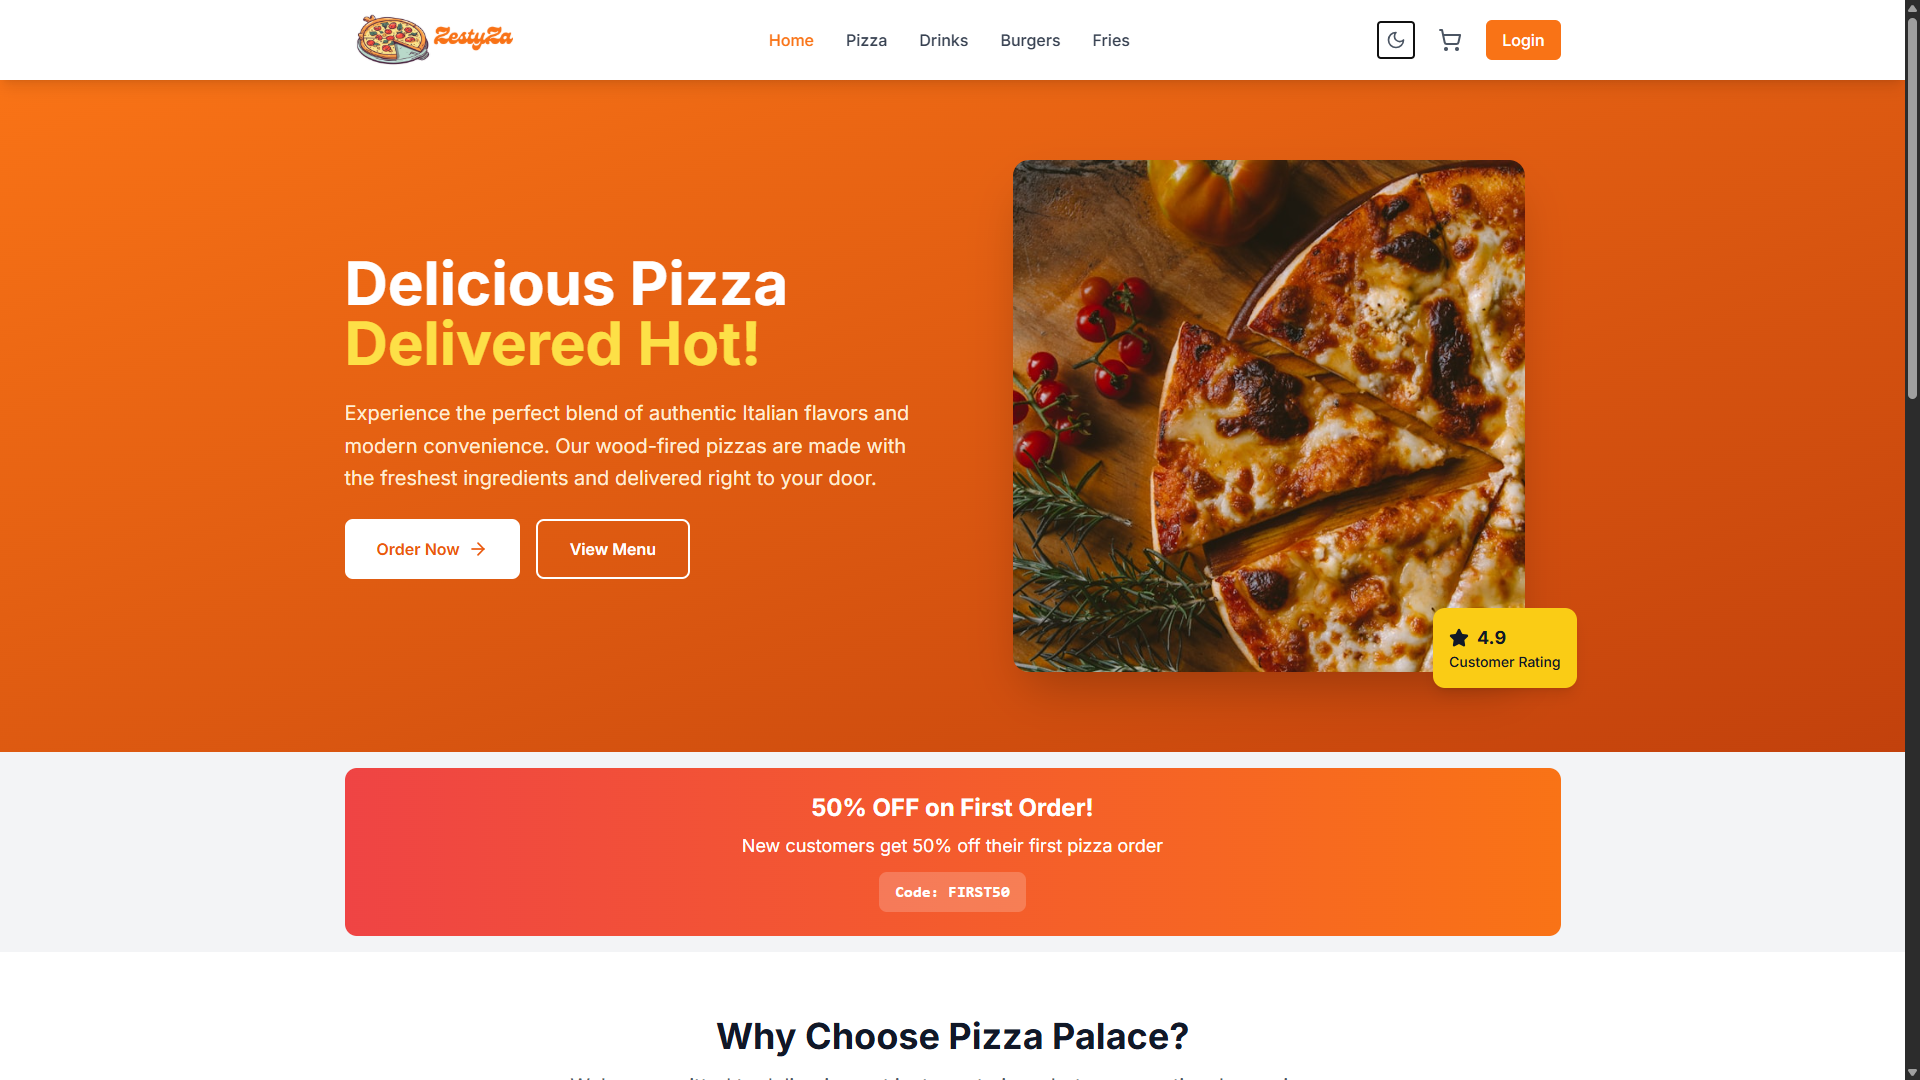 ZestyZa
Home
Pizza
Drinks
Burgers
Fries
Login
Delicious Pizza
Delivered Hot!
Experience the perfect blend of authentic Italian flavors and
modern convenience. Our wood-fired pizzas are made with
the freshest ingredients and delivered right to your door.
Order Now
View Menu
4.9
Customer Rating
50% OFF on First Order!
New customers get 50% off their first pizza order
Code: FIRST50
Why Choose Pizza Palace?